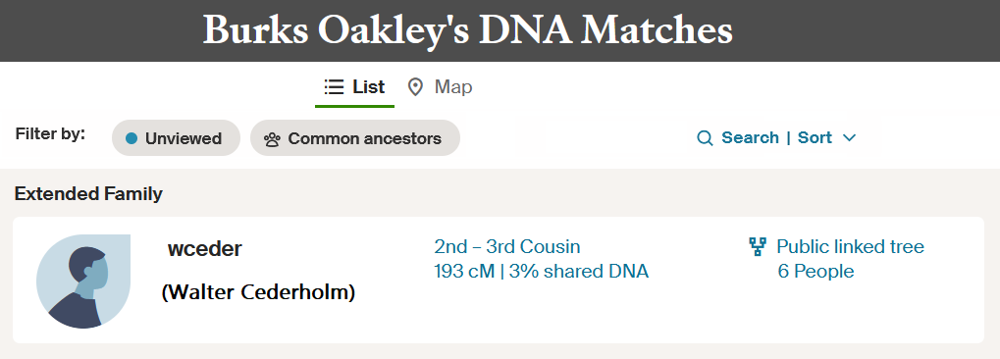 Burks Oakley's DNA Matches
List Map
Filter by: Unviewed Common ancestors Search | Sort
Extended Family
wceder 2nd – 3rd Cousin Public linked tree
(Walter Cederholm) 193 cM | 3% shared DNA 6 People